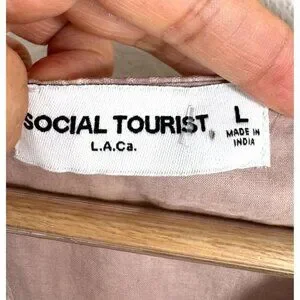 SOCIAL TOURIST.
L.A.Ca.
L
MADE IN
INDIA